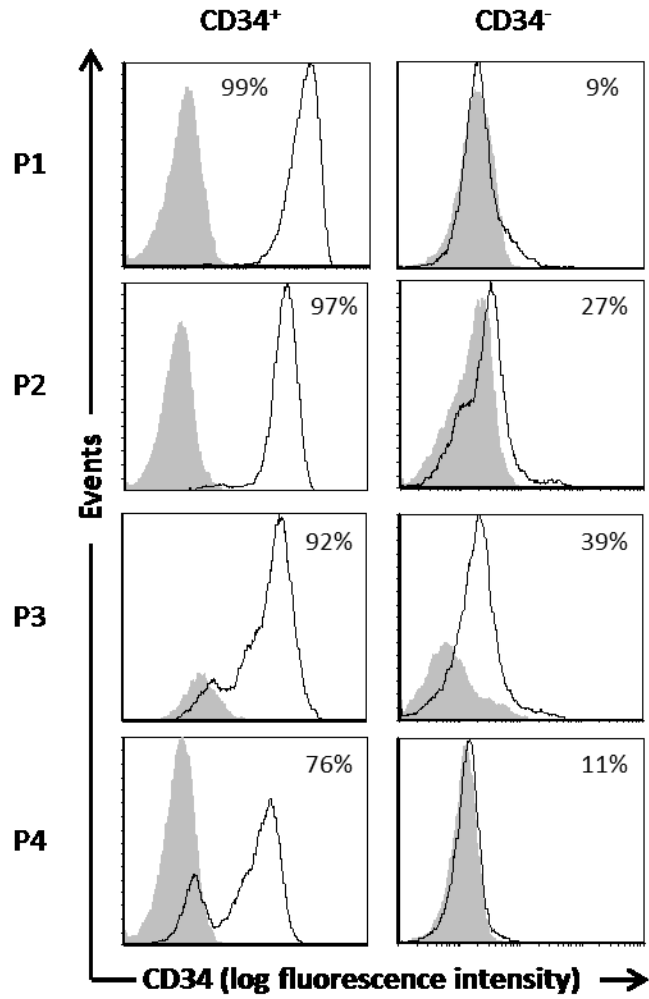 CD34⁺ CD34⁻
P1 99% 9%
P2 97% 27%
P3 92% 39%
P4 76% 11%
Events
CD34 (log fluorescence intensity)